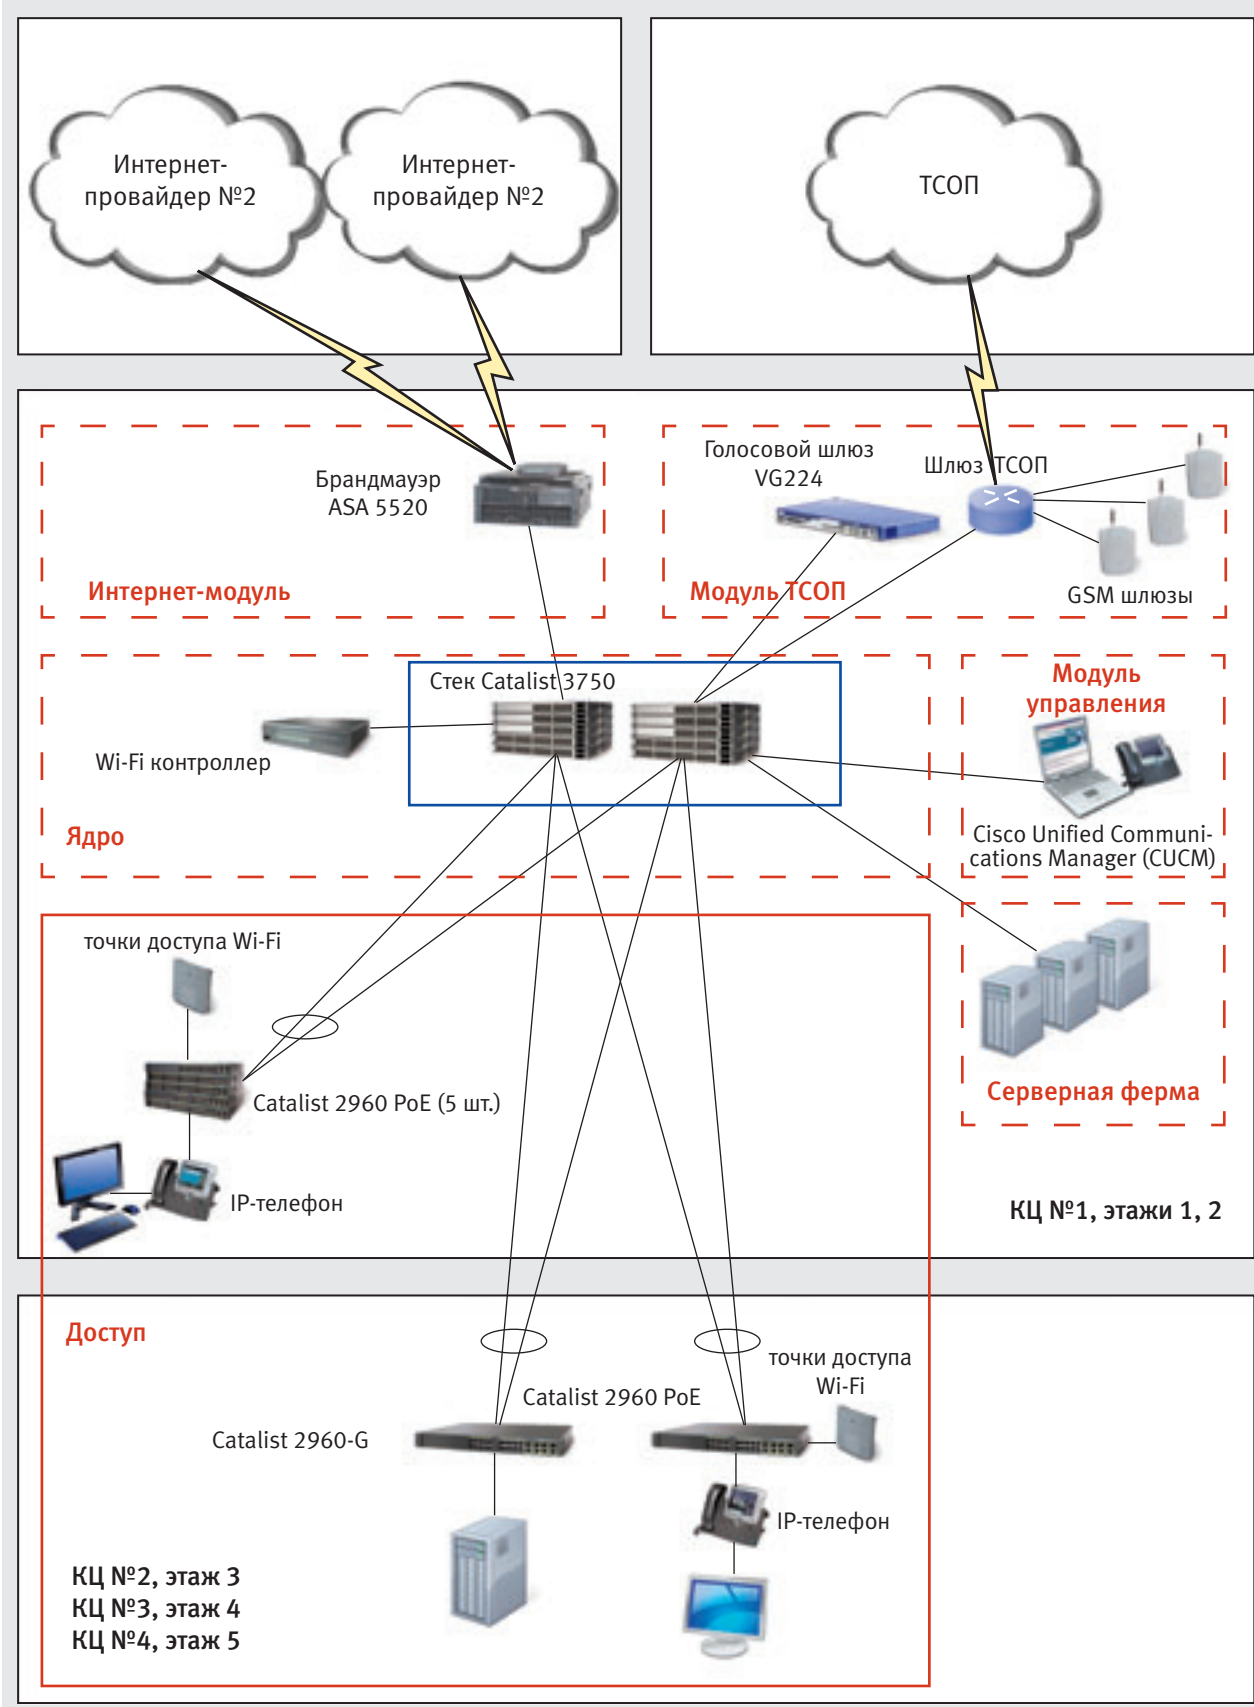 Интернет-
провайдер №2
Интернет-
провайдер №2
ТСОП
Брандмауэр
ASA 5520
Интернет-модуль
Голосовой шлюз
VG224
Шлюз ТСОП
GSM шлюзы
Модуль ТСОП
Стек Catalist 3750
Wi-Fi контроллер
Ядро
Модуль
управления
Cisco Unified Communi-
cations Manager (CUCM)
точки доступа Wi-Fi
Catalist 2960 PoE (5 шт.)
IP-телефон
Серверная ферма
КЦ №1, этажи 1, 2
Доступ
точки доступа
Wi-Fi
Catalist 2960 PoE
Catalist 2960-G
IP-телефон
КЦ №2, этаж 3
КЦ №3, этаж 4
КЦ №4, этаж 5